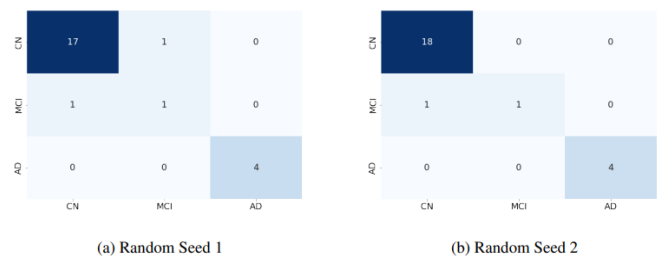 CN 17 1 0
MCI 1 1 0
AD 0 0 4
CN MCI AD
(a) Random Seed 1
CN 18 0 0
MCI 1 1 0
AD 0 0 4
CN MCI AD
(b) Random Seed 2